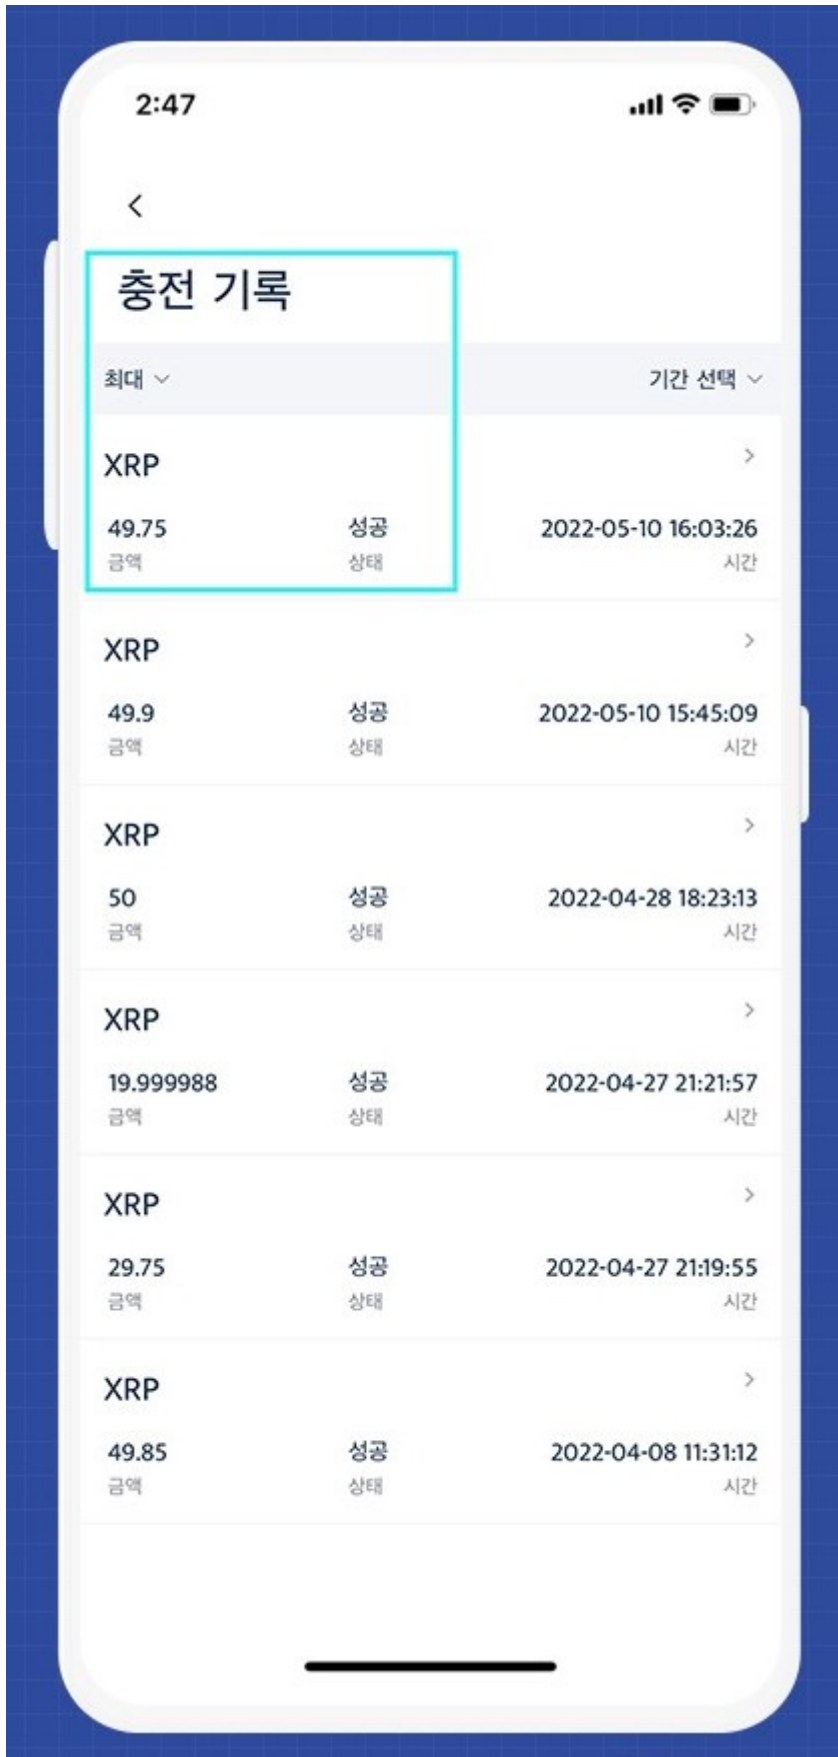 2:47
충전 기록
최대
기간 선택
XRP
49.75 성공 2022-05-10 16:03:26
금액 상태 시간
XRP
49.9 성공 2022-05-10 15:45:09
금액 상태 시간
XRP
50 성공 2022-04-28 18:23:13
금액 상태 시간
XRP
19.999988 성공 2022-04-27 21:21:57
금액 상태 시간
XRP
29.75 성공 2022-04-27 21:19:55
금액 상태 시간
XRP
49.85 성공 2022-04-08 11:31:12
금액 상태 시간